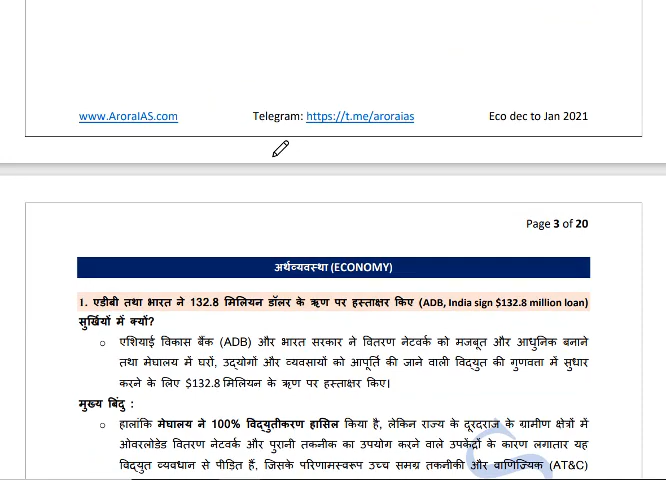 www.AroraIAS.com Telegram: https://t.me/aroraias Eco dec to Jan 2021
Page 3 of 20
अर्थव्यवस्था (ECONOMY)
1. एडीबी तथा भारत ने 132.8 मिलियन डॉलर के ऋण पर हस्ताक्षर किए (ADB, India sign $132.8 million loan)
सुर्खियों में क्यों?
○ एशियाई विकास बैंक (ADB) और भारत सरकार ने वितरण नेटवर्क को मजबूत और आधुनिक बनाने
तथा मेघालय में घरों, उद्योगों और व्यवसायों को आपूर्ति की जाने वाली विद्युत की गुणवता में सुधार
करने के लिए $132.8 मिलियन के ऋण पर हस्ताक्षर किए।
मुख्य बिंदु :
○ हालांकि मेघालय ने 100% विद्युतीकरण हासिल किया है, लेकिन राज्य के दूरदराज के ग्रामीण क्षेत्रों में
ओवरलोडेड वितरण नेटवर्क और पुरानी तकनीक का उपयोग करने वाले उपकेंद्रों के कारण लगातार यह
विद्युत व्यवधान से पीड़ित हैं, जिसके परिणामस्वरूप उच्च समग्र तकनीकी और वाणिज्यिक (AT&C)